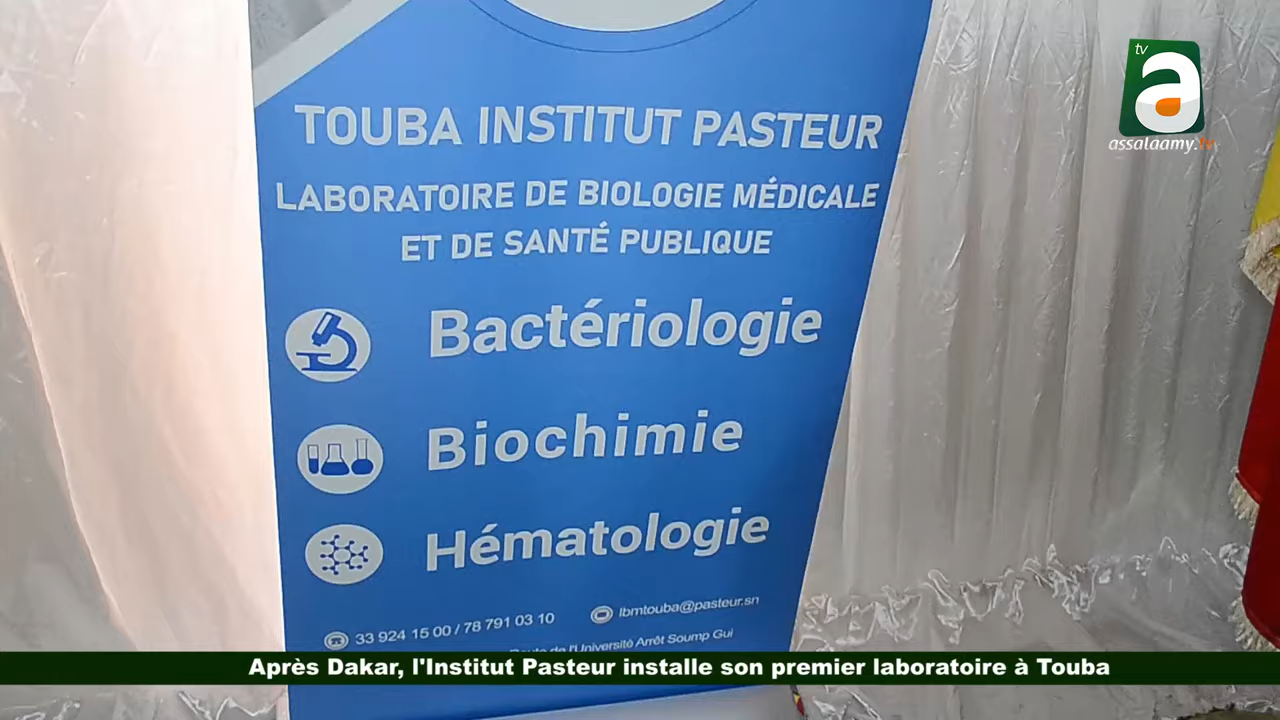 tv
a
assalaamy.tv
TOUBA INSTITUT PASTEUR
LABORATOIRE DE BIOLOGIE MÉDICALE
ET DE SANTÉ PUBLIQUE
Bactériologie
Biochimie
Hématologie
33 924 15 00 / 78 791 03 10
lbmtouba@pasteur.sn
Route de l'Université Arrêt Soump Gui
Après Dakar, l'Institut Pasteur installe son premier laboratoire à Touba